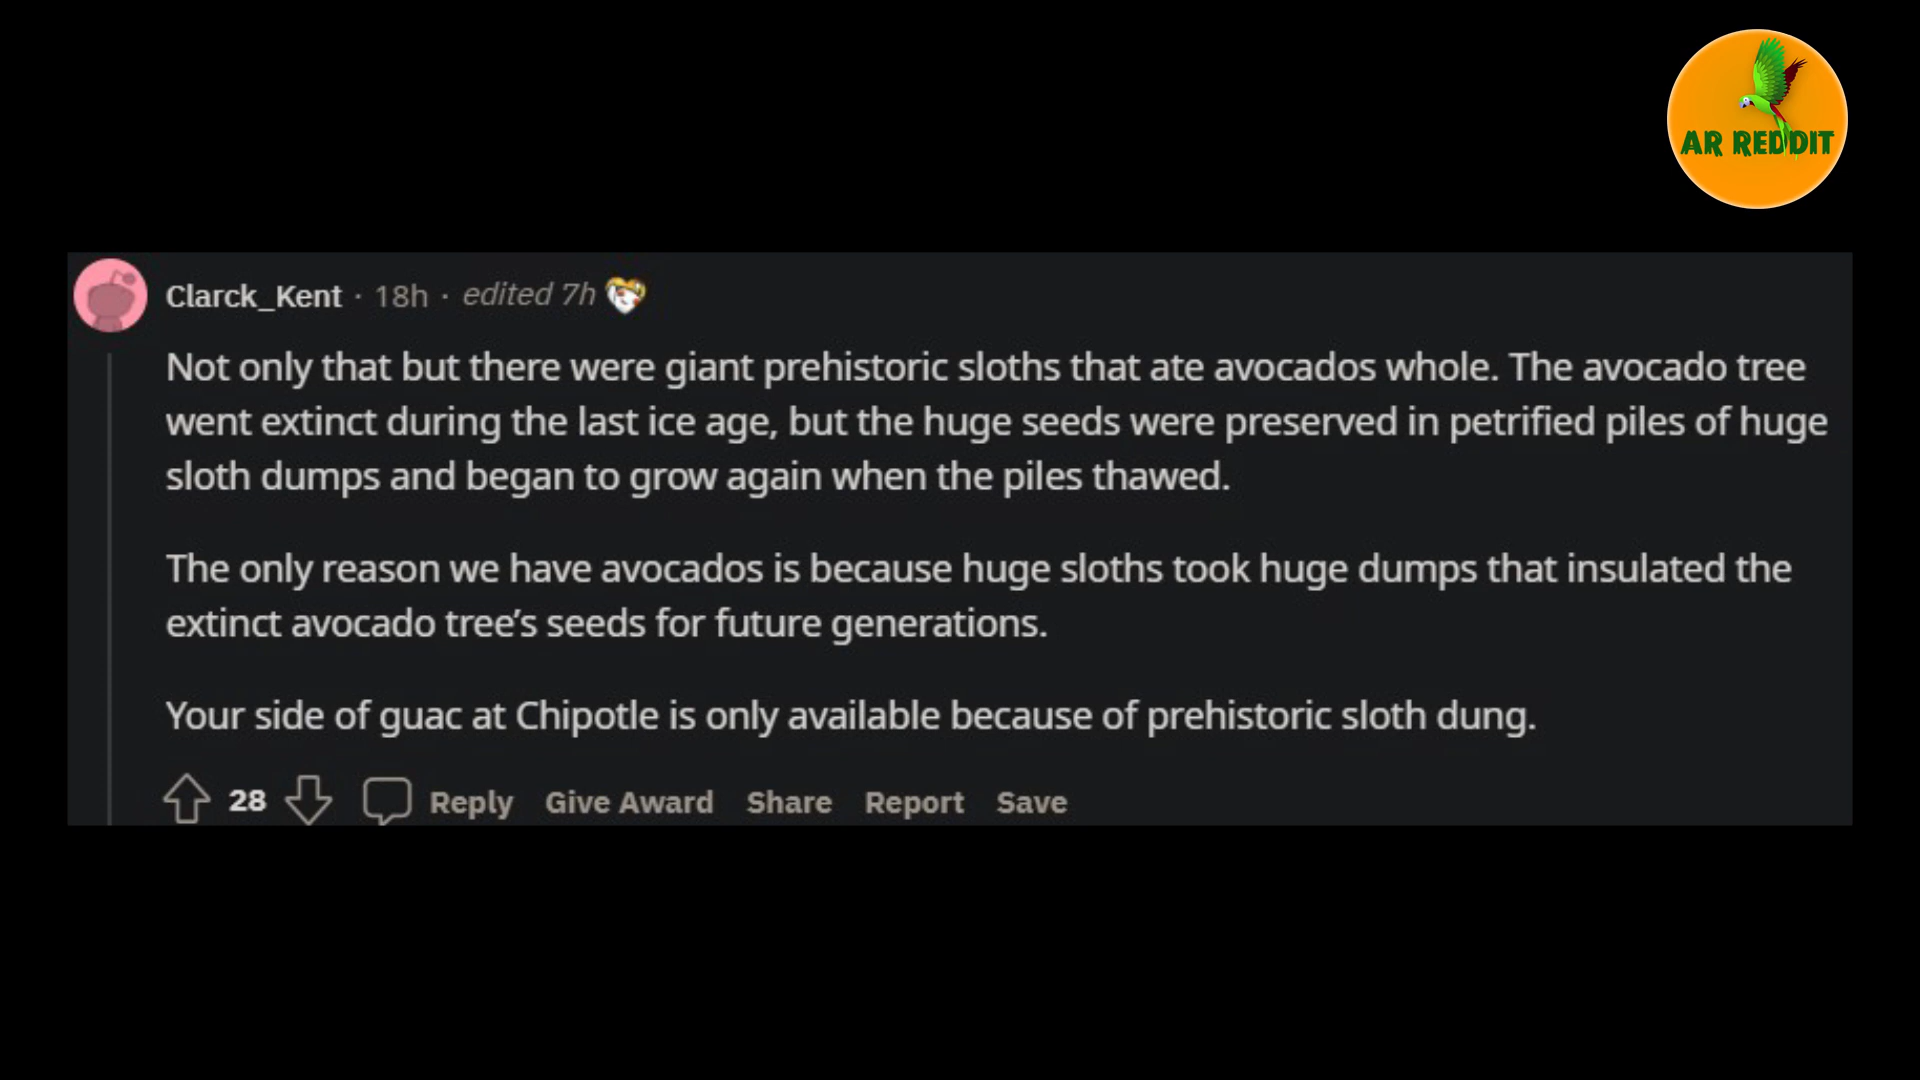 AR REDDIT
Clarck_Kent · 18h · edited 7h
Not only that but there were giant prehistoric sloths that ate avocados whole. The avocado tree
went extinct during the last ice age, but the huge seeds were preserved in petrified piles of huge
sloth dumps and began to grow again when the piles thawed.
The only reason we have avocados is because huge sloths took huge dumps that insulated the
extinct avocado tree’s seeds for future generations.
Your side of guac at Chipotle is only available because of prehistoric sloth dung.
28 Reply Give Award Share Report Save